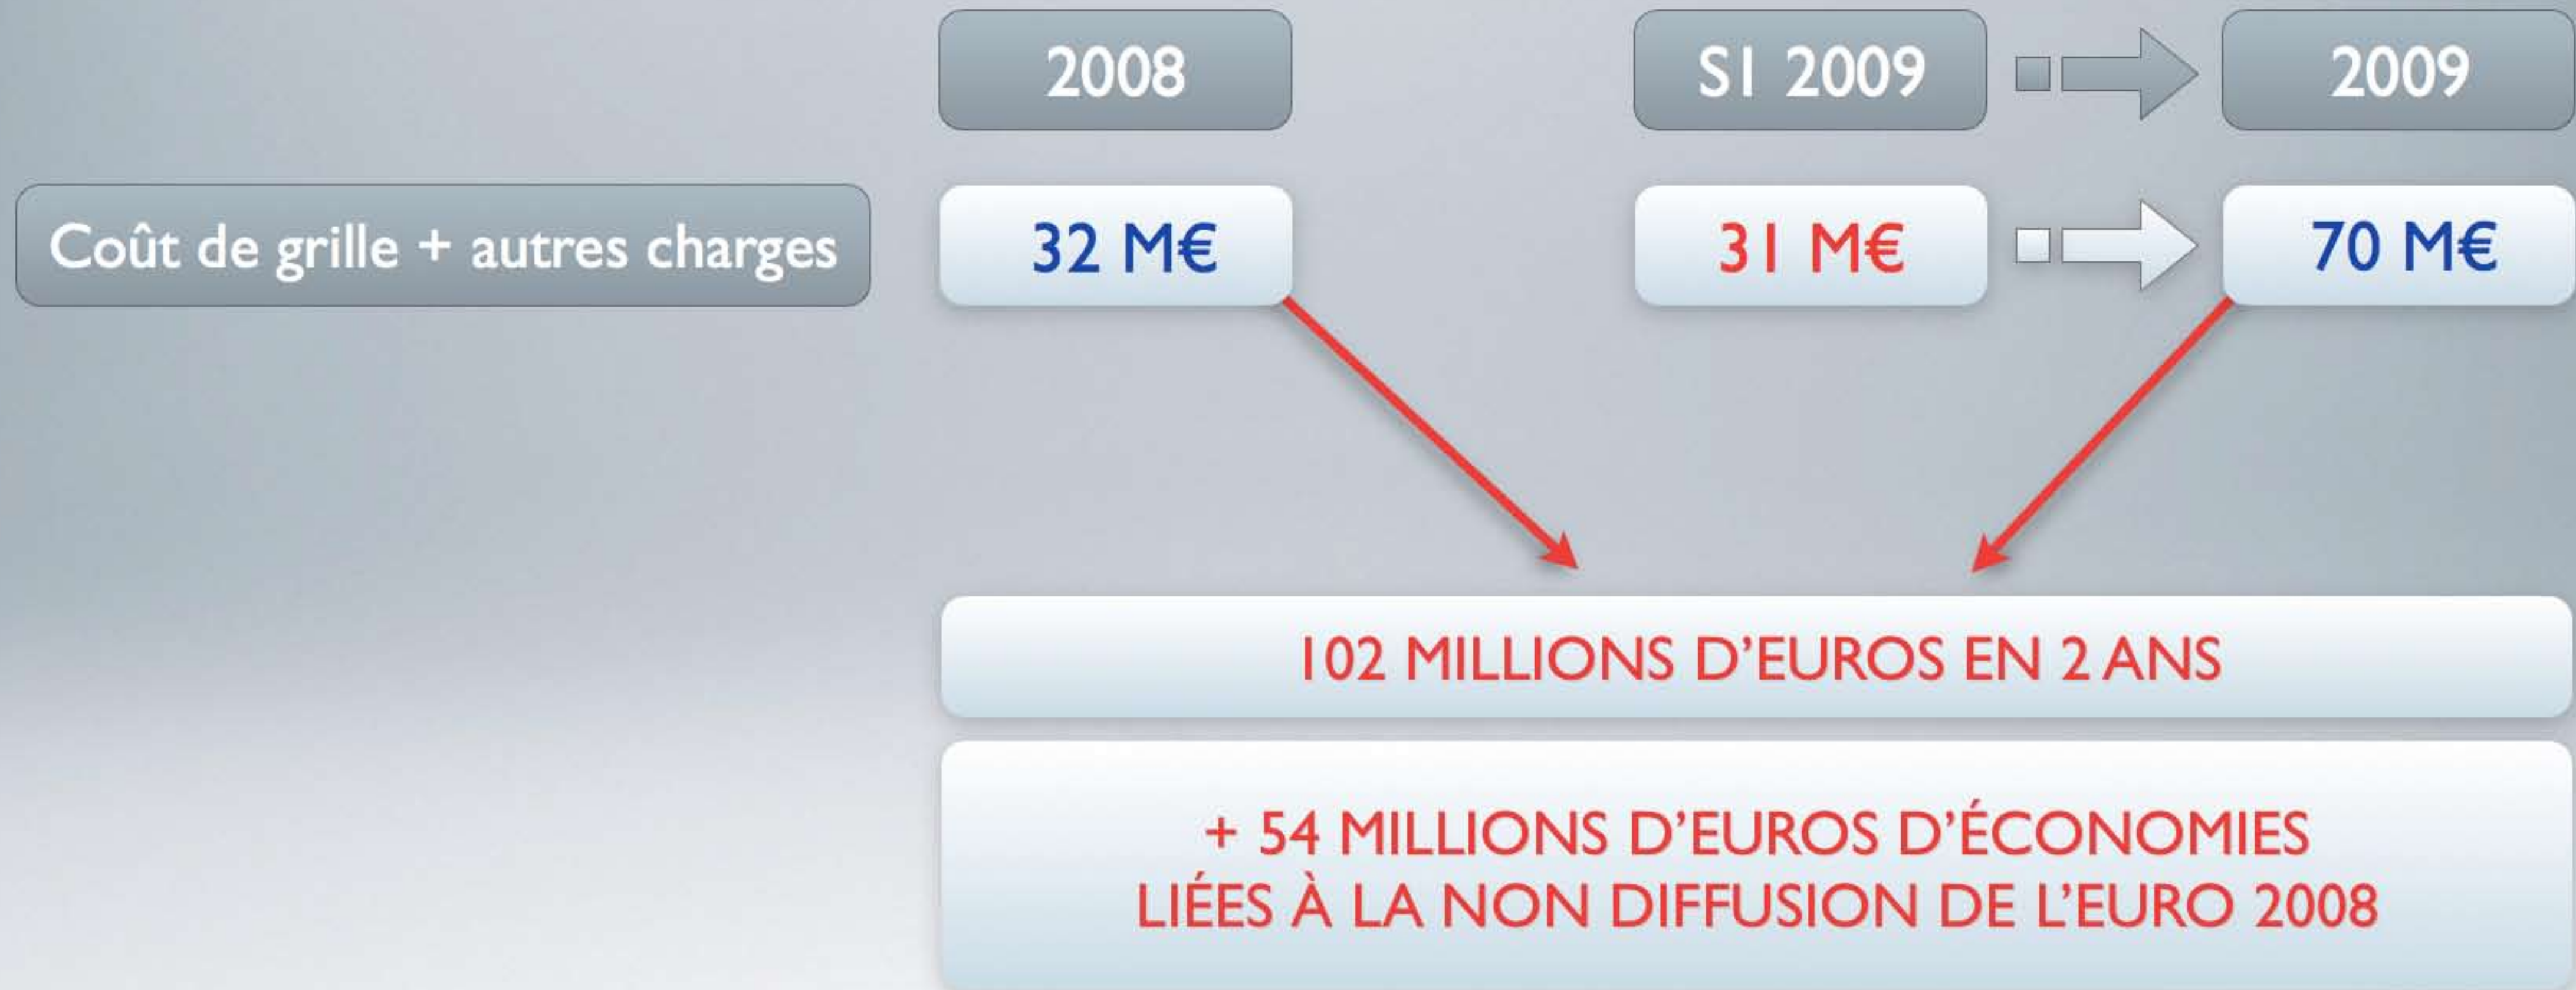 2008
S1 2009
2009
Coût de grille + autres charges
32 M€
31 M€
70 M€
102 MILLIONS D'EUROS EN 2 ANS
+ 54 MILLIONS D'EUROS D'ÉCONOMIES
LIÉES À LA NON DIFFUSION DE L'EURO 2008